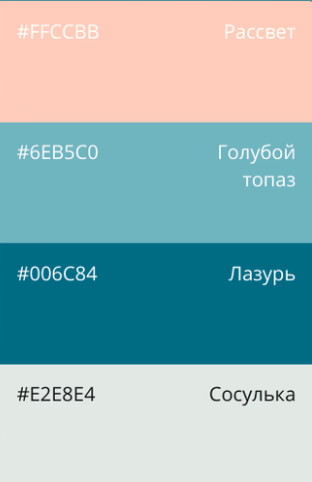 #FFCCBB Рассвет
#6EB5C0 Голубой
топаз
#006C84 Лазурь
#E2E8E4 Сосулька